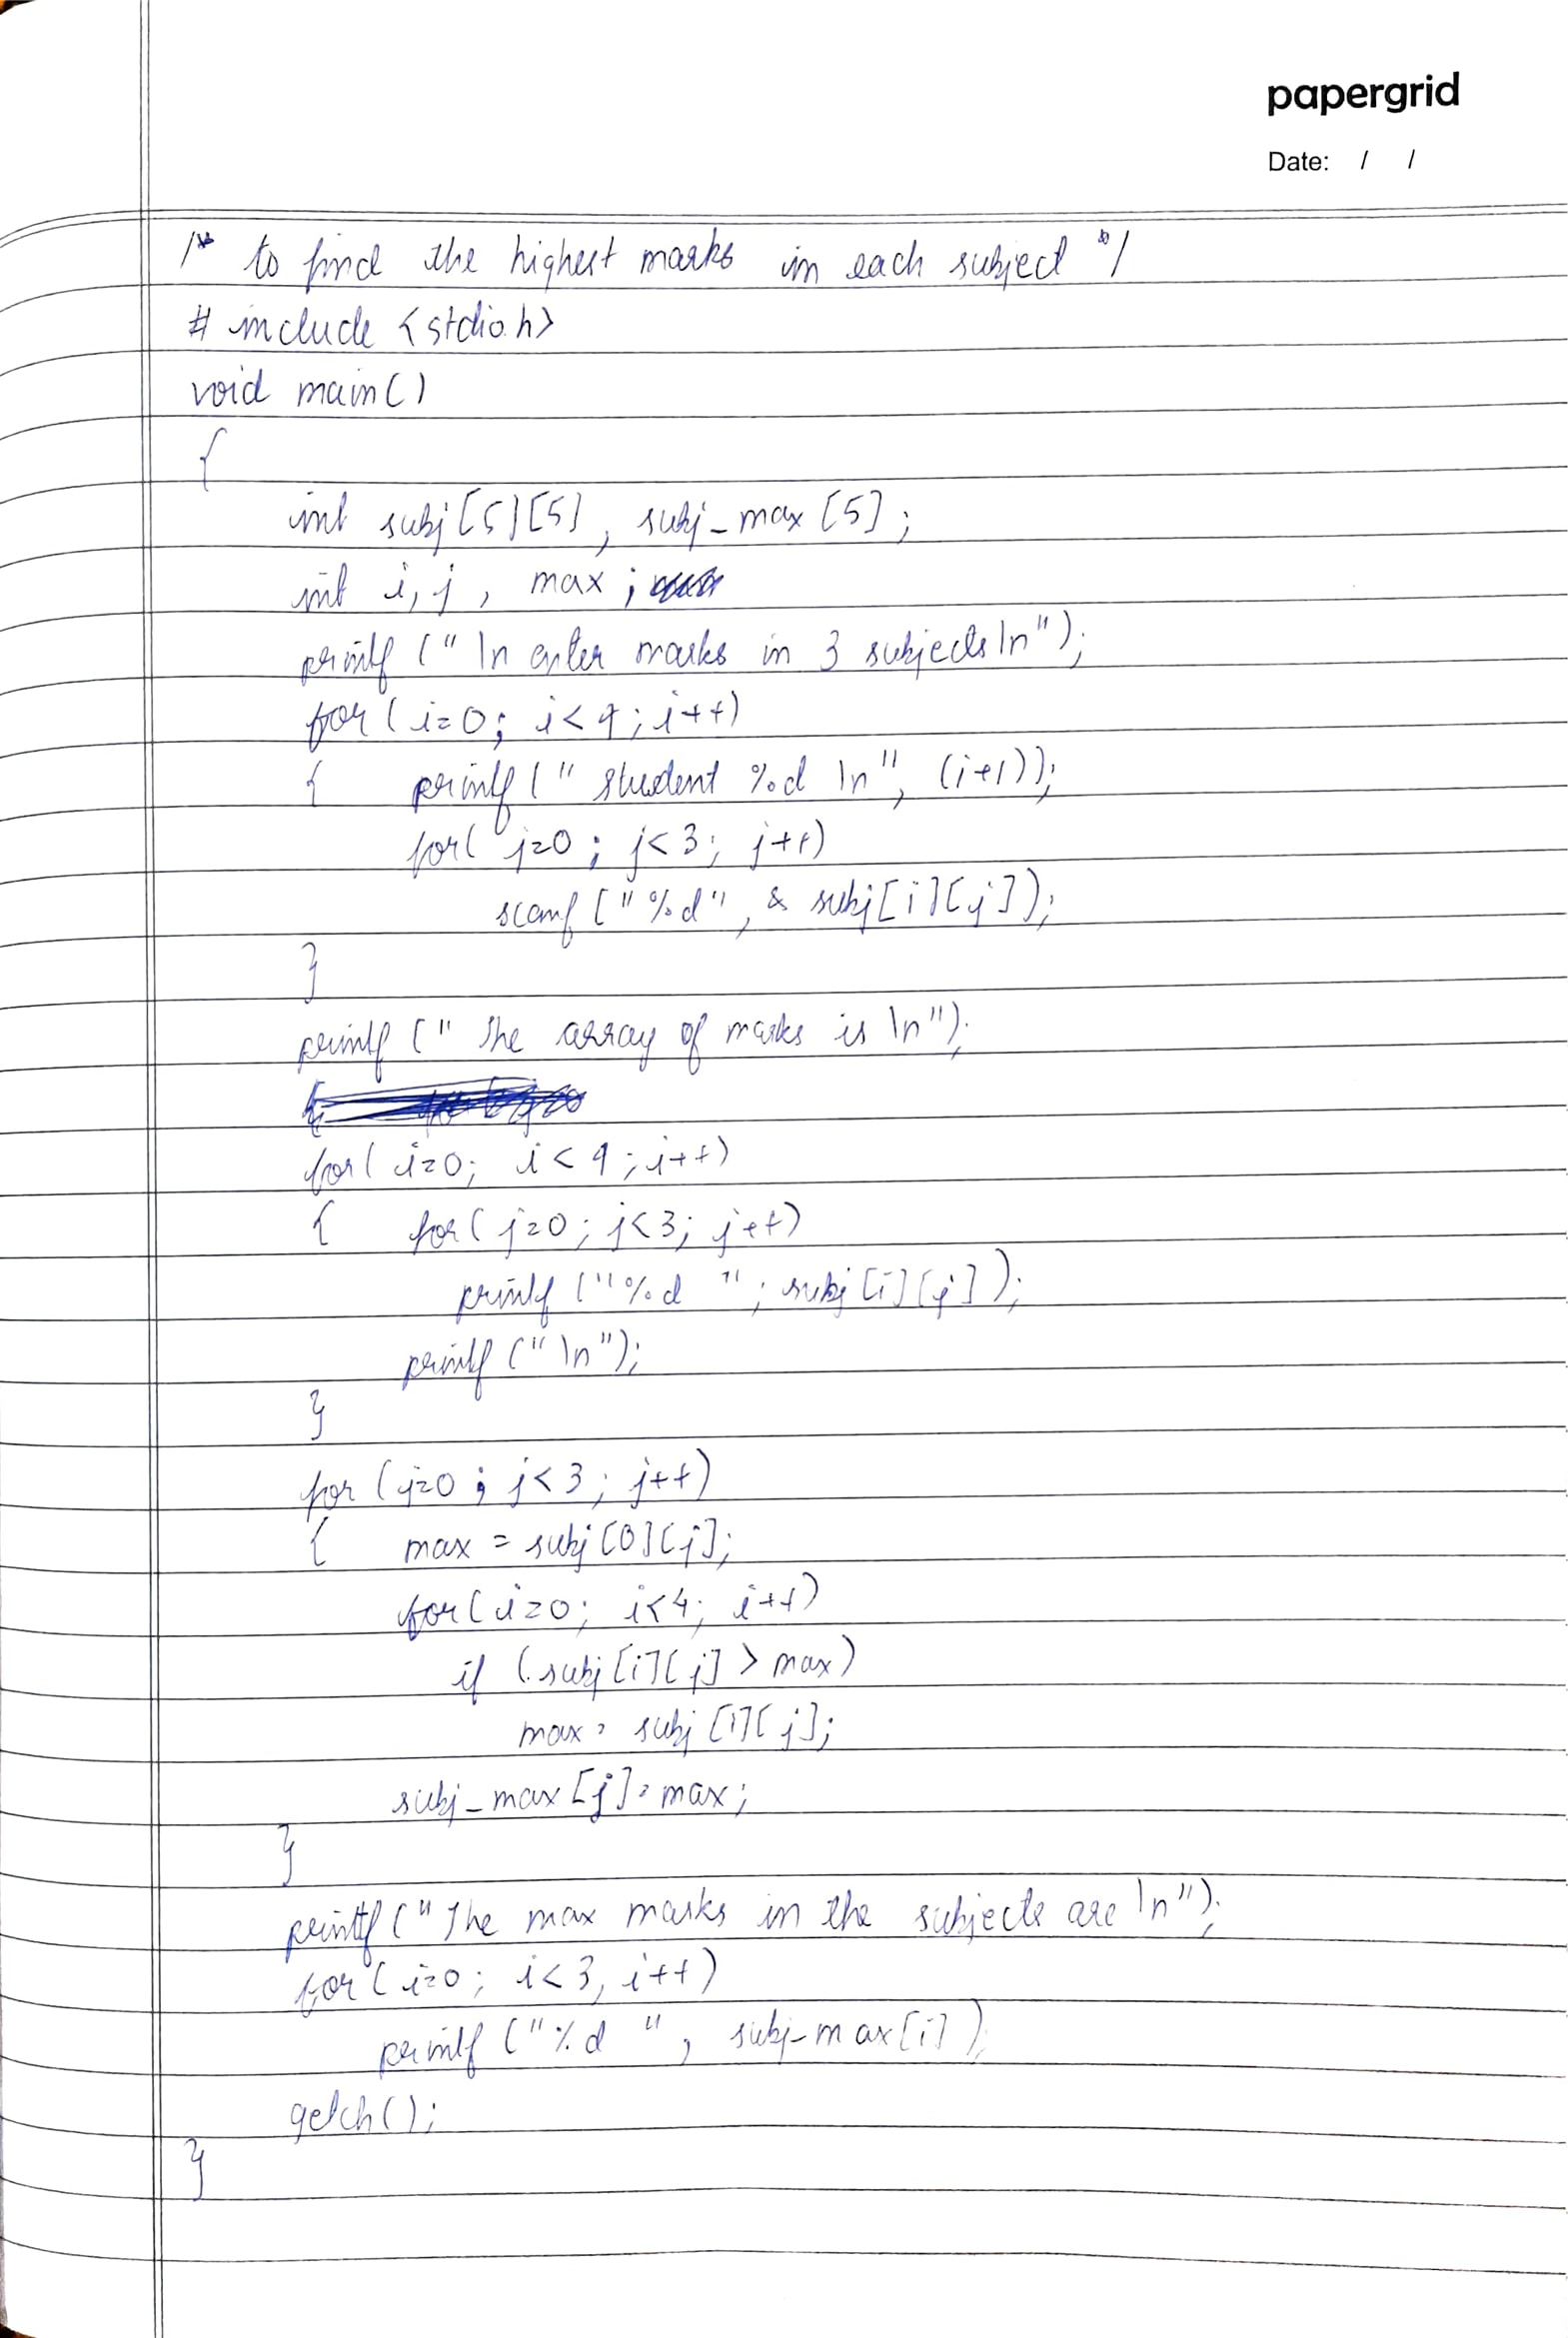 papergrid
Date: / /
/* to find the highest marks in each subject */
# include <stdio.h>
void main()
{
int subj[5][5], subj_max[5];
int i, j, max;
printf ("\n enter marks in 3 subjects\n");
for (i=0; i<4; i++)
{ printf (" student %d \n", (i+1));
for( j=0; j<3; j++)
scanf ("%d", & subj[i][j]);
}
printf (" The array of marks is \n");
for( i=0; i<4; i++)
{ for( j=0; j<3; j++)
printf ("%d "; subj[i][j]);
printf (" \n");
}
for (j=0; j<3; j++)
{ max = subj[0][j];
for(i=0; i<4; i++)
if (subj[i][j] > max)
max= subj[i][j];
subj_max[j]=max;
}
printf ("The max marks in the subjects are \n");
for (i=0; i<3, i++)
printf ("%d ", subj-max[i]);
getch();
}